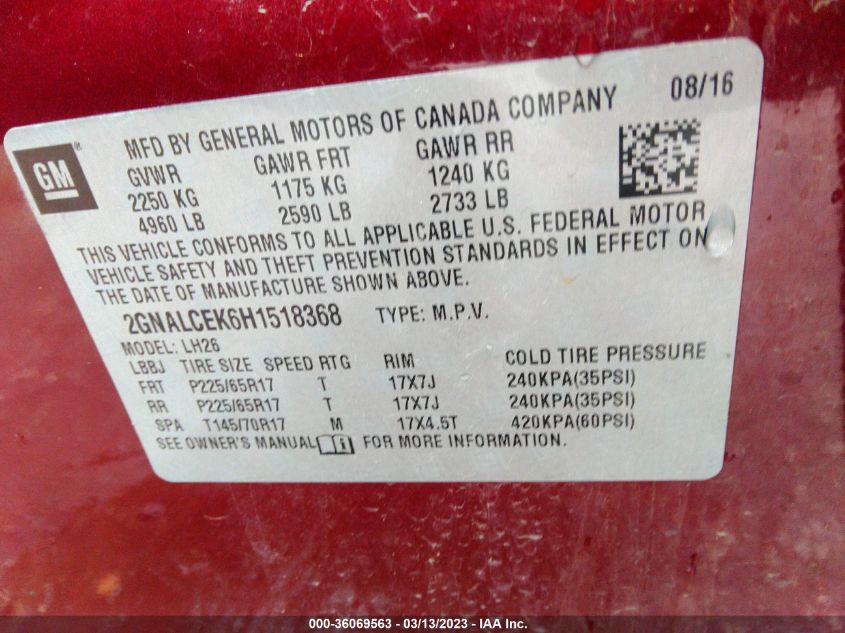 08/16
GM
MFD BY GENERAL MOTORS OF CANADA COMPANY
GVWR GAWR FRT GAWR RR
2250 KG 1175 KG 1240 KG
4960 LB 2590 LB 2733 LB
THIS VEHICLE CONFORMS TO ALL APPLICABLE U.S. FEDERAL MOTOR
VEHICLE SAFETY AND THEFT PREVENTION STANDARDS IN EFFECT ON
THE DATE OF MANUFACTURE SHOWN ABOVE.
2GNALCEK6H1518368 TYPE: M.P.V.
MODEL: LH26
LBBJ TIRE SIZE SPEED RTG RIM COLD TIRE PRESSURE
FRT P225/65R17 T 17X7J 240KPA(35PSI)
RR P225/65R17 T 17X7J 240KPA(35PSI)
SPA T145/70R17 M 17X4.5T 420KPA(60PSI)
SEE OWNER'S MANUAL FOR MORE INFORMATION.
000-36069563 - 03/13/2023 - IAA Inc.